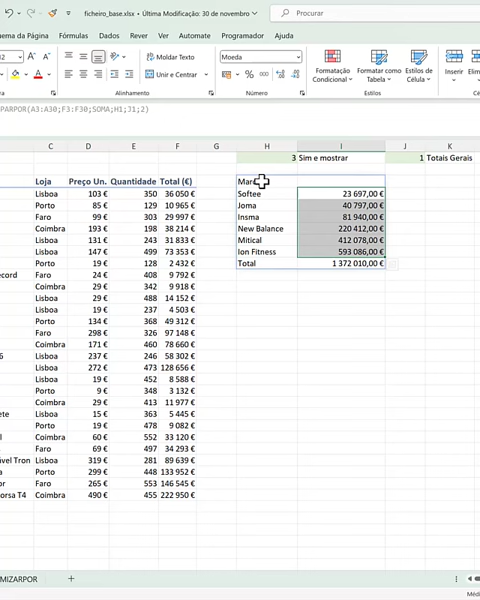 ficheiro_base.xlsx • Última Modificação: 30 de novembro
Procurar
uema da Página Fórmulas Dados Rever Ver Automate Programador Ajuda
Moldar Texto
Unir e Centrar
Moeda
Formatação Condicional
Formatar como Tabela
Estilos de Célula
Inserir
Elim
Alinhamento
Número
Estilos
PARPOR(A3:A30;F3:F30;SOMA;H1;J1;2)
C D E F G H I J K
3 Sim e mostrar 1 Totais Gerais
Loja Preço Un. Quantidade Total (€) Mar
Lisboa 103 € 350 36 050 € Softee 23 697,00 €
Porto 85 € 129 10 965 € Joma 40 797,00 €
Faro 99 € 303 29 997 € Insma 81 940,00 €
Coimbra 193 € 198 38 214 € New Balance 220 412,00 €
Lisboa 131 € 243 31 833 € Mitical 412 078,00 €
Lisboa 147 € 499 73 353 € Ion Fitness 593 086,00 €
Porto 19 € 128 2 432 € Total 1 372 010,00 €
ecord Faro 24 € 408 9 792 €
Coimbra 29 € 342 9 918 €
Lisboa 29 € 488 14 152 €
Lisboa 19 € 237 4 503 €
Porto 134 € 368 49 312 €
Faro 298 € 326 97 148 €
Coimbra 171 € 460 78 660 €
6 Lisboa 237 € 246 58 302 €
Lisboa 272 € 473 128 656 €
Lisboa 19 € 452 8 588 €
Porto 9 € 348 3 132 €
Coimbra 29 € 413 11 977 €
ete Lisboa 15 € 363 5 445 €
Porto 19 € 478 9 082 €
l Coimbra 60 € 552 33 120 €
Faro 69 € 497 34 293 €
ável Tron Lisboa 319 € 281 89 639 €
a Porto 299 € 448 133 952 €
or Faro 265 € 553 146 545 €
orsa T4 Coimbra 490 € 455 222 950 €
MIZARPOR
Méd